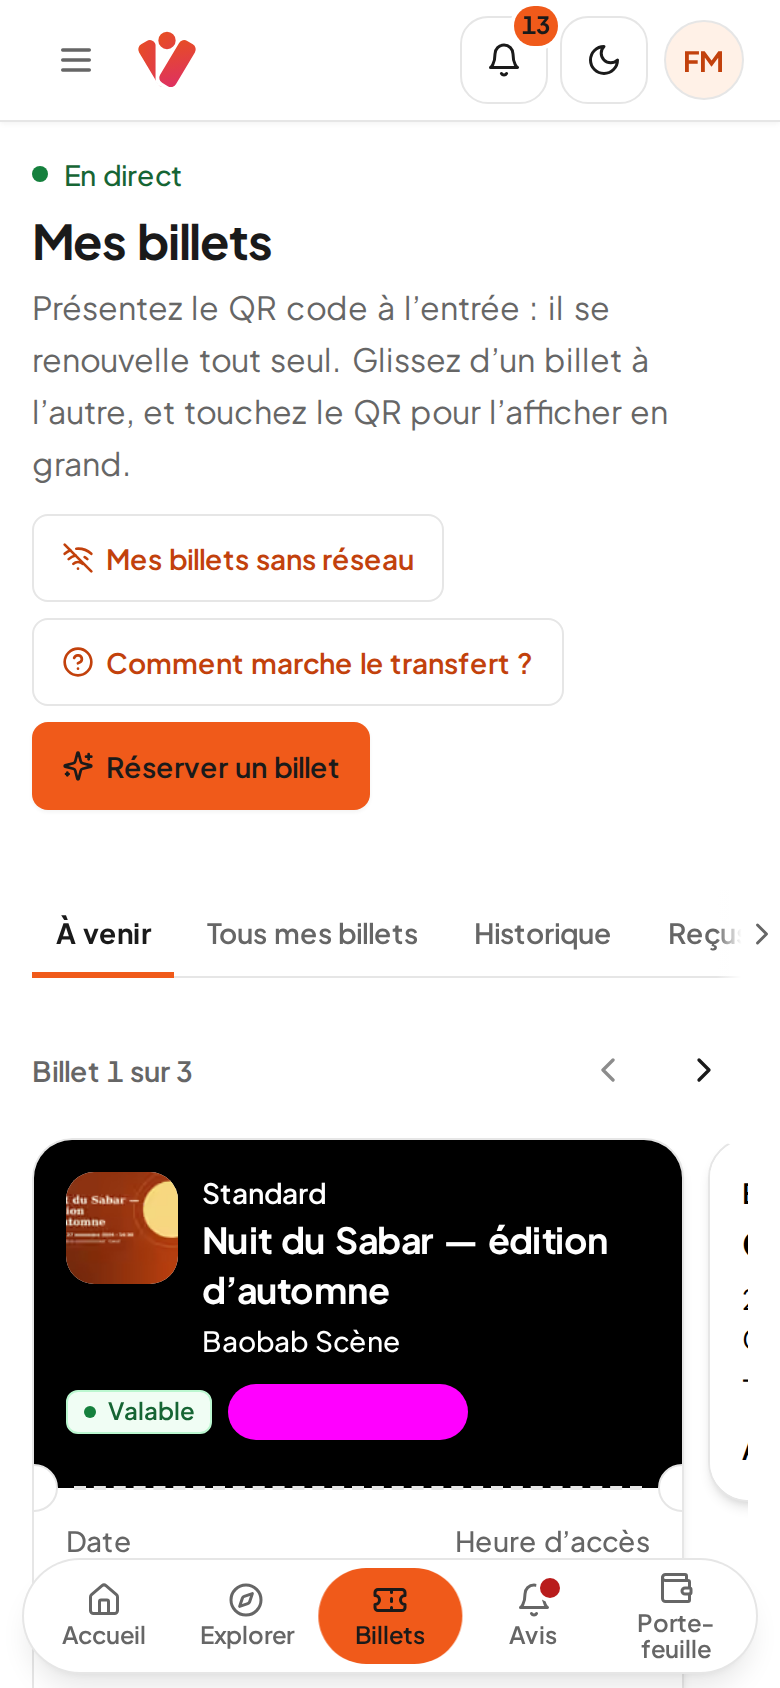 13
FM
En direct
Mes billets
Présentez le QR code à l’entrée : il se
renouvelle tout seul. Glissez d’un billet à
l’autre, et touchez le QR pour l’afficher en
grand.
Mes billets sans réseau
Comment marche le transfert ?
Réserver un billet
À venir
Tous mes billets
Historique
Reçus
Billet 1 sur 3
Standard
Nuit du Sabar — édition
d’automne
Baobab Scène
du Sabar —
Valable
Date
Heure d’accès
Accueil
Explorer
Billets
Avis
Porte-
feuille